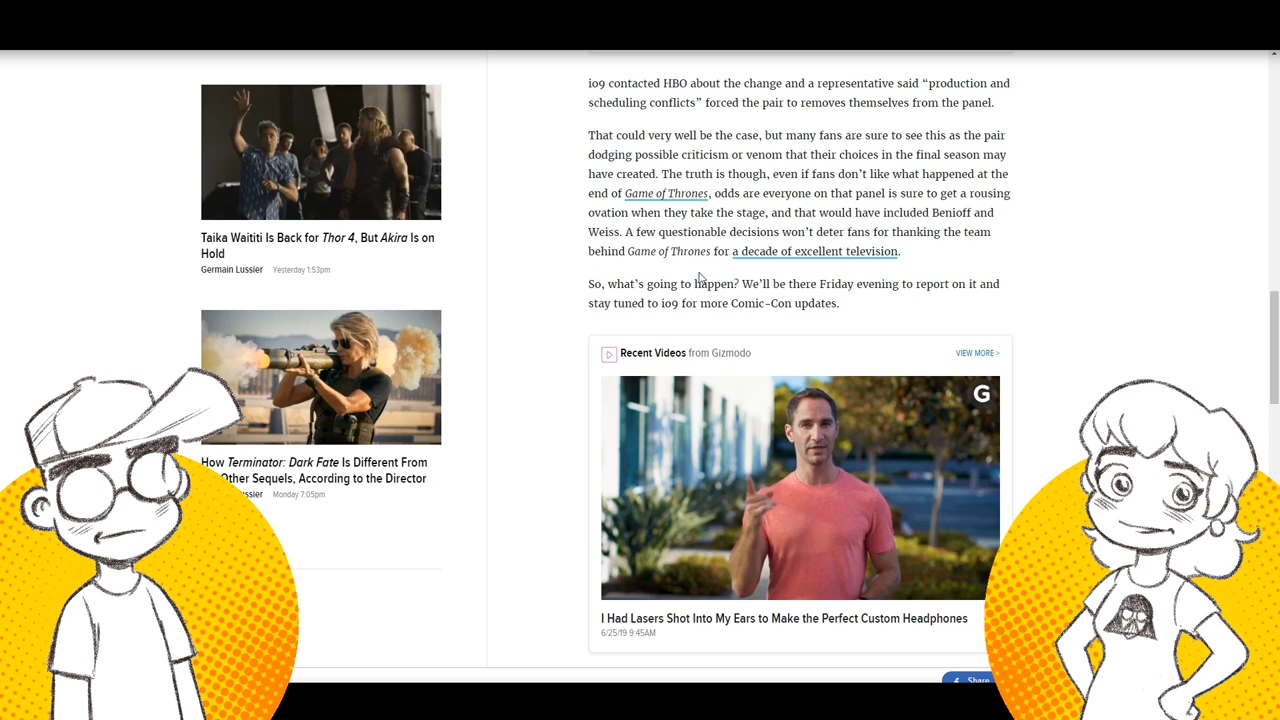 io9 contacted HBO about the change and a representative said “production and
scheduling conflicts” forced the pair to removes themselves from the panel.
That could very well be the case, but many fans are sure to see this as the pair
dodging possible criticism or venom that their choices in the final season may
have created. The truth is though, even if fans don’t like what happened at the
end of Game of Thrones, odds are everyone on that panel is sure to get a rousing
ovation when they take the stage, and that would have included Benioff and
Weiss. A few questionable decisions won’t deter fans for thanking the team
behind Game of Thrones for a decade of excellent television.
So, what’s going to happen? We’ll be there Friday evening to report on it and
stay tuned to io9 for more Comic-Con updates.
Taika Waititi Is Back for Thor 4, But Akira Is on
Hold
Germain Lussier Yesterday 1:53pm
How Terminator: Dark Fate Is Different From
Other Sequels, According to the Director
Monday 7:05pm
Recent Videos from Gizmodo
VIEW MORE >
G
I Had Lasers Shot Into My Ears to Make the Perfect Custom Headphones
6/25/19 9:45AM
Share